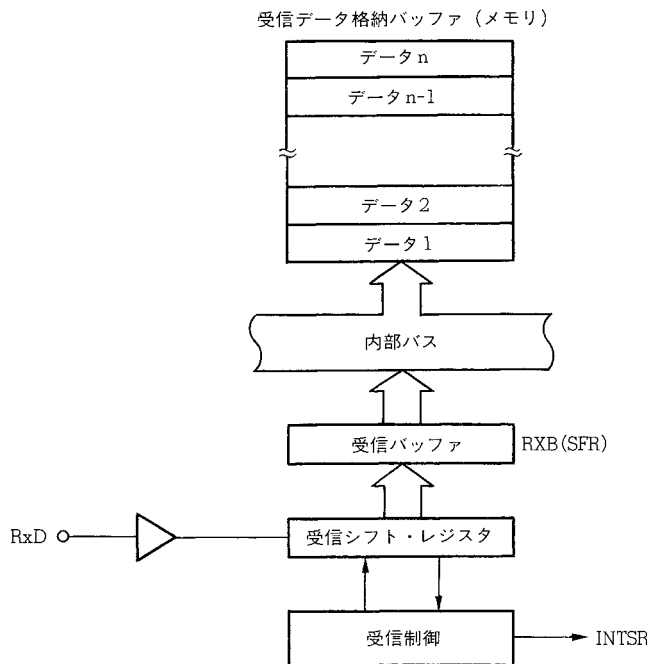 受信データ格納バッファ（メモリ）
データn
データn-1
データ2
データ1
内部バス
受信バッファ
RXB(SFR)
RxD
受信シフト・レジスタ
受信制御
INTSR